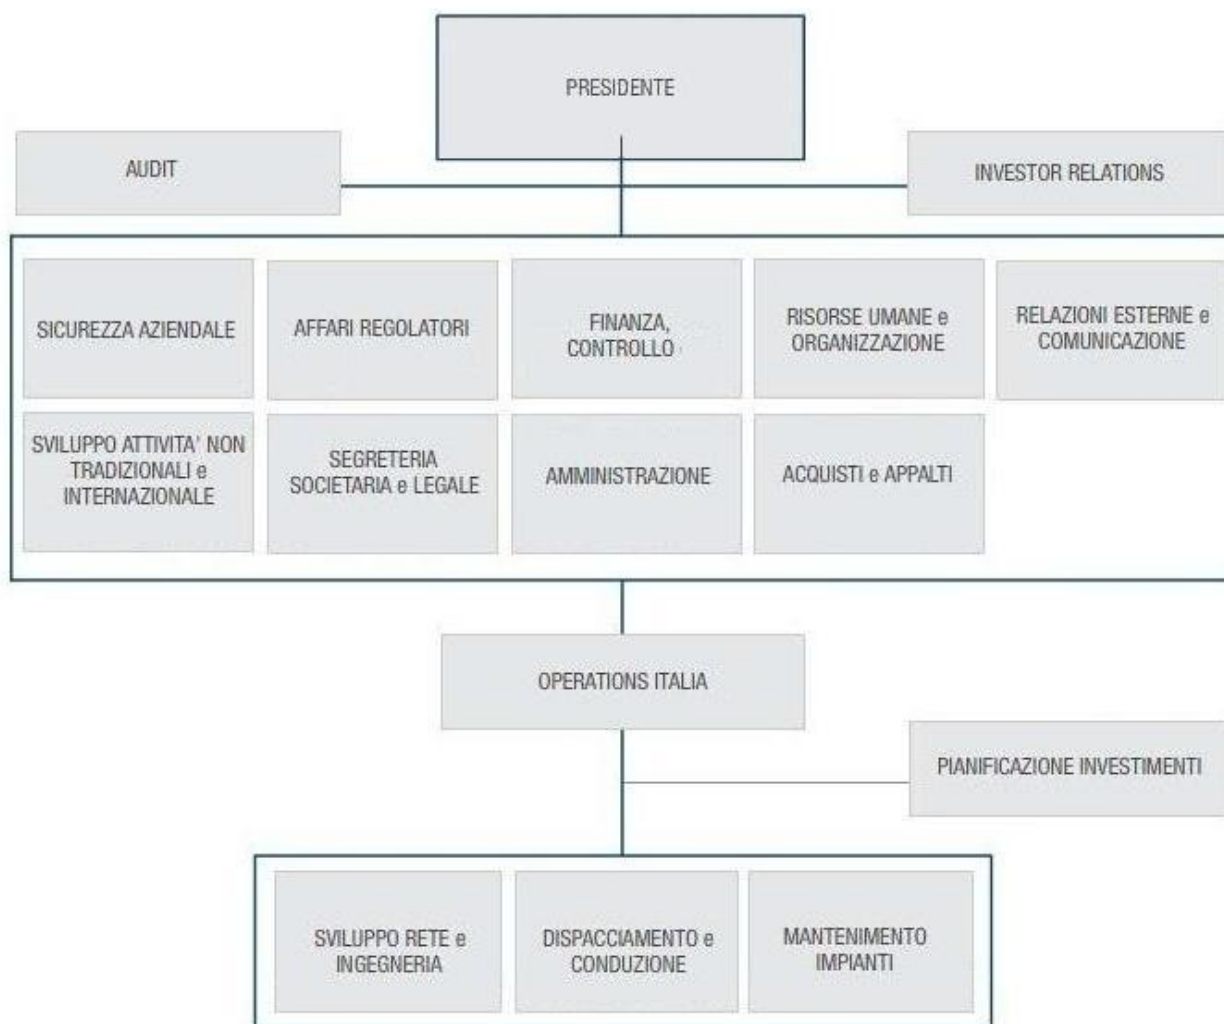 PRESIDENTE
AUDIT
INVESTOR RELATIONS
SICUREZZA AZIENDALE
AFFARI REGOLATORI
FINANZA,
CONTROLLO
RISORSE UMANE e
ORGANIZZAZIONE
RELAZIONI ESTERNE e
COMUNICAZIONE
SVILUPPO ATTIVITA' NON
TRADIZIONALI e
INTERNAZIONALE
SEGRETERIA
SOCIETARIA e LEGALE
AMMINISTRAZIONE
ACQUISTI e APPALTI
OPERATIONS ITALIA
PIANIFICAZIONE INVESTIMENTI
SVILUPPO RETE e
INGEGNERIA
DISPACCIAMENTO e
CONDUZIONE
MANTENIMENTO
IMPIANTI